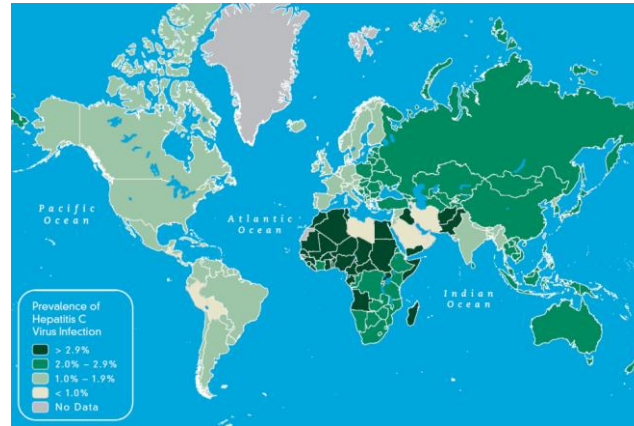 Pacific
Ocean
Atlantic
Ocean
Indian
Ocean
Prevalence of
Hepatitis C
Virus Infection
> 2.9%
2.0% – 2.9%
1.0% – 1.9%
< 1.0%
No Data